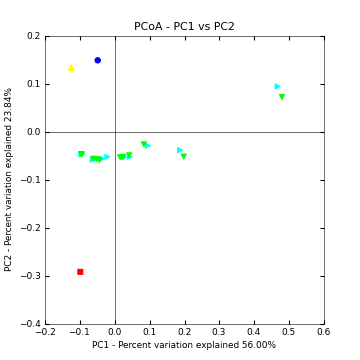 PCoA - PC1 vs PC2
0.2
0.1
0.0
−0.1
−0.2
−0.3
−0.4
PC2 - Percent variation explained 23.84%
−0.2 −0.1 0.0 0.1 0.2 0.3 0.4 0.5 0.6
PC1 - Percent variation explained 56.00%